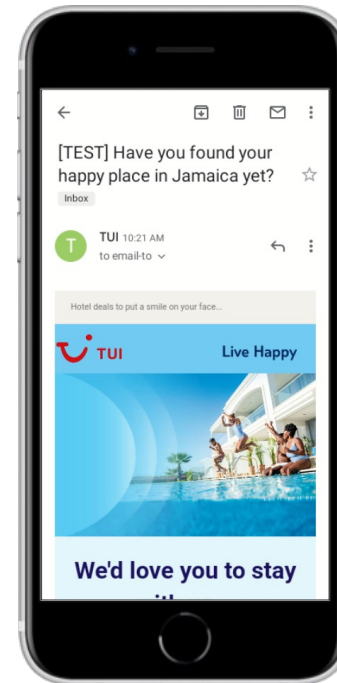 [TEST] Have you found your
happy place in Jamaica yet?
Inbox
T
TUI 10:21 AM
to email-to
Hotel deals to put a smile on your face...
TUI
Live Happy
We'd love you to stay